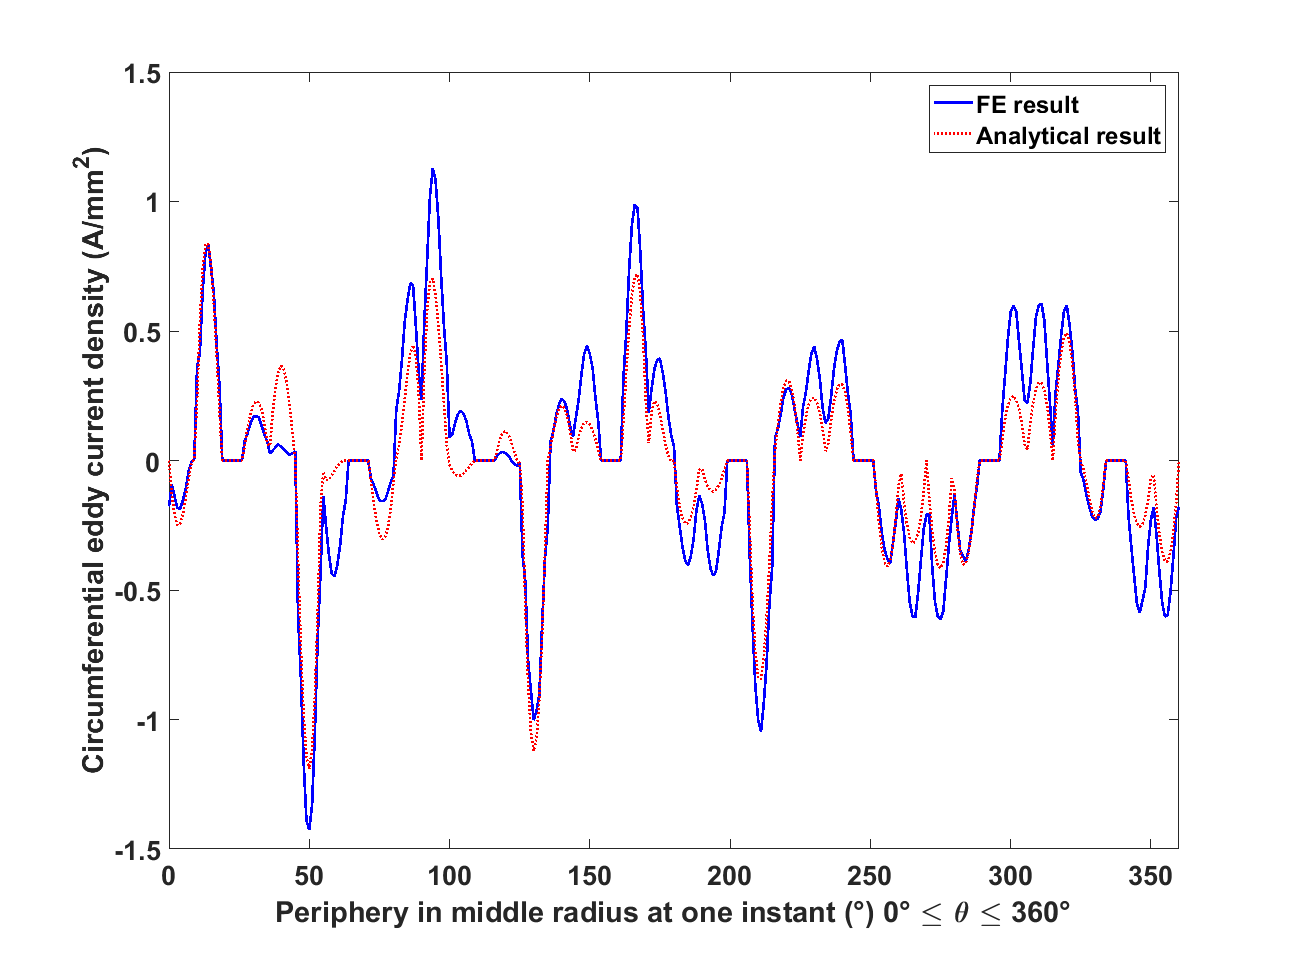 FE result
Analytical result
1.5
1
0.5
0
-0.5
-1
-1.5
Circumferential eddy current density (A/mm²)
0 50 100 150 200 250 300 350
Periphery in middle radius at one instant (°) 0° ≤ θ ≤ 360°